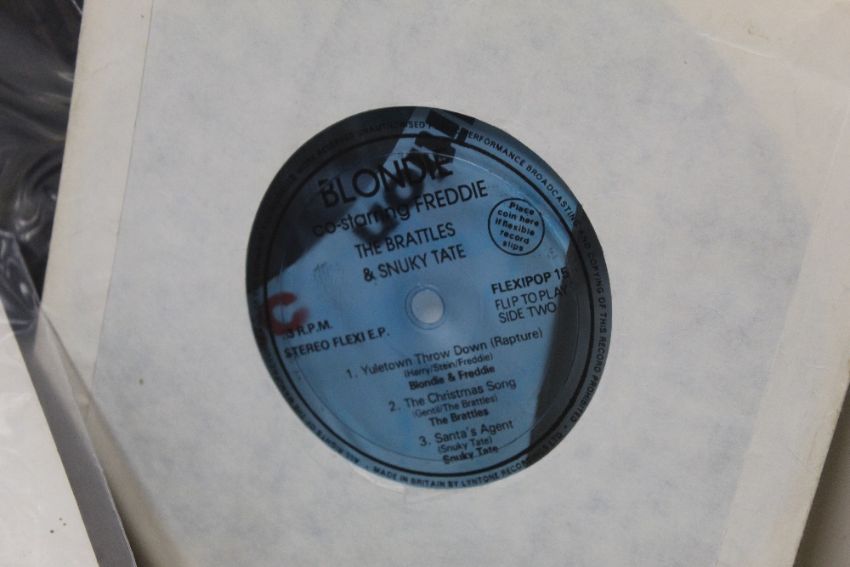 BLONDIE
co-starring FREDDIE
THE BRATTLES
& SNUKY TATE
Place
coin here
if flexible
record
slips
FLEXIPOP 15
FLIP TO PLAY
SIDE TWO
R.P.M.
STEREO FLEXI E.P.
1. Yuletown Throw Down (Rapture)
(Harry/Stein/Freddie)
Blondie & Freddie
2. The Christmas Song
(Gentil/The Brattles)
The Brattles
3. Santa's Agent
(Snuky Tate)
Snuky Tate
PERFORMANCE BROADCASTING AND COPYING OF THIS RECORD PROHIBITED
MADE IN BRITAIN BY LYNTONE